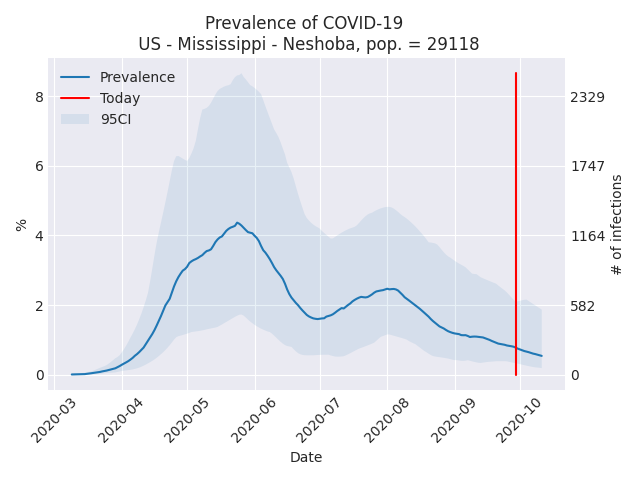 Prevalence of COVID-19
US - Mississippi - Neshoba, pop. = 29118
Prevalence
Today
95CI
8
6
4
2
0
%
2329
1747
1164
582
0
# of infections
2020-03
2020-04
2020-05
2020-06
2020-07
2020-08
2020-09
2020-10
Date